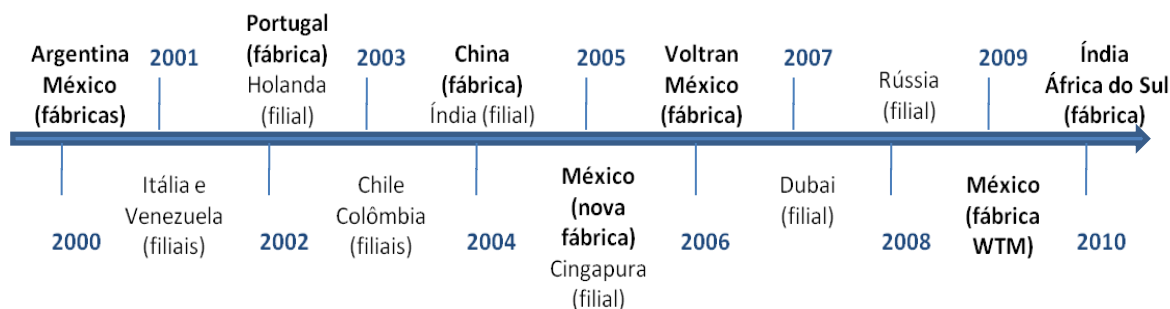 Argentina
México
(fábricas)
2000
2001
Itália e
Venezuela
(filiais)
Portugal
(fábrica)
Holanda
(filial)
2002
2003
Chile
Colômbia
(filiais)
China
(fábrica)
Índia (filial)
2004
2005
México
(nova
fábrica)
Cingapura
(filial)
Voltran
México
(fábrica)
2006
2007
Dubai
(filial)
Rússia
(filial)
2008
2009
México
(fábrica
WTM)
Índia
África do Sul
(fábrica)
2010